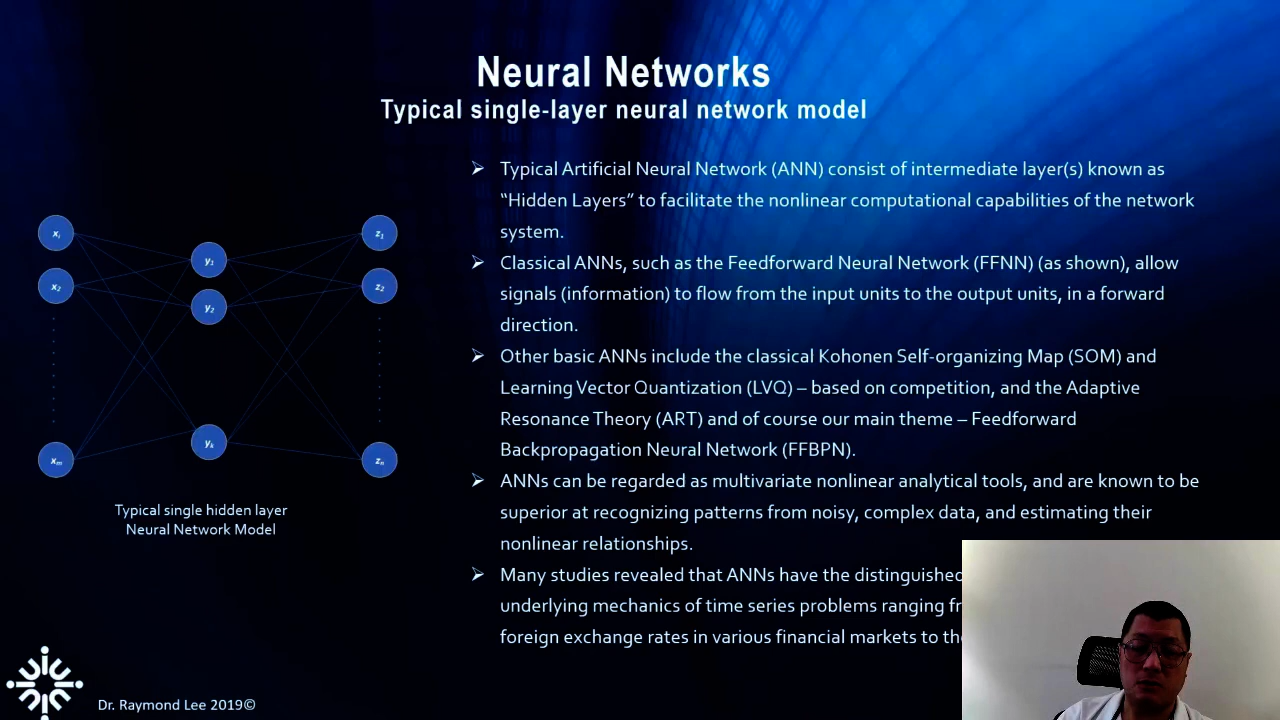 Neural Networks
Typical single-layer neural network model
Typical Artificial Neural Network (ANN) consist of intermediate layer(s) known as
“Hidden Layers” to facilitate the nonlinear computational capabilities of the network
system.
Classical ANNs, such as the Feedforward Neural Network (FFNN) (as shown), allow
signals (information) to flow from the input units to the output units, in a forward
direction.
Other basic ANNs include the classical Kohonen Self-organizing Map (SOM) and
Learning Vector Quantization (LVQ) – based on competition, and the Adaptive
Resonance Theory (ART) and of course our main theme – Feedforward
Backpropagation Neural Network (FFBPN).
ANNs can be regarded as multivariate nonlinear analytical tools, and are known to be
superior at recognizing patterns from noisy, complex data, and estimating their
nonlinear relationships.
Many studies revealed that ANNs have the distinguished
underlying mechanics of time series problems ranging
foreign exchange rates in various financial markets to
x₂
xₘ
y₁
y₂
yₖ
z₁
z₂
zₙ
Typical single hidden layer
Neural Network Model
Dr. Raymond Lee 2019©